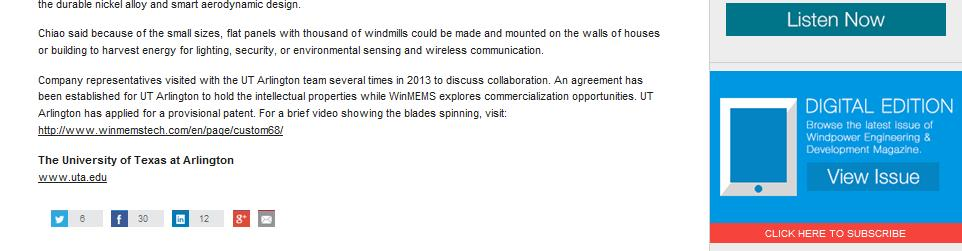 the durable nickel alloy and smart aerodynamic design.
Chiao said because of the small sizes, flat panels with thousand of windmills could be made and mounted on the walls of houses
or building to harvest energy for lighting, security, or environmental sensing and wireless communication.
Company representatives visited with the UT Arlington team several times in 2013 to discuss collaboration. An agreement has
been established for UT Arlington to hold the intellectual properties while WinMEMS explores commercialization opportunities. UT
Arlington has applied for a provisional patent. For a brief video showing the blades spinning, visit:
http://www.winmemstech.com/en/page/custom68/
The University of Texas at Arlington
www.uta.edu
6 f 30 in 12 g+
Listen Now
DIGITAL EDITION
Browse the latest issue of
Windpower Engineering &
Development Magazine.
View Issue
CLICK HERE TO SUBSCRIBE